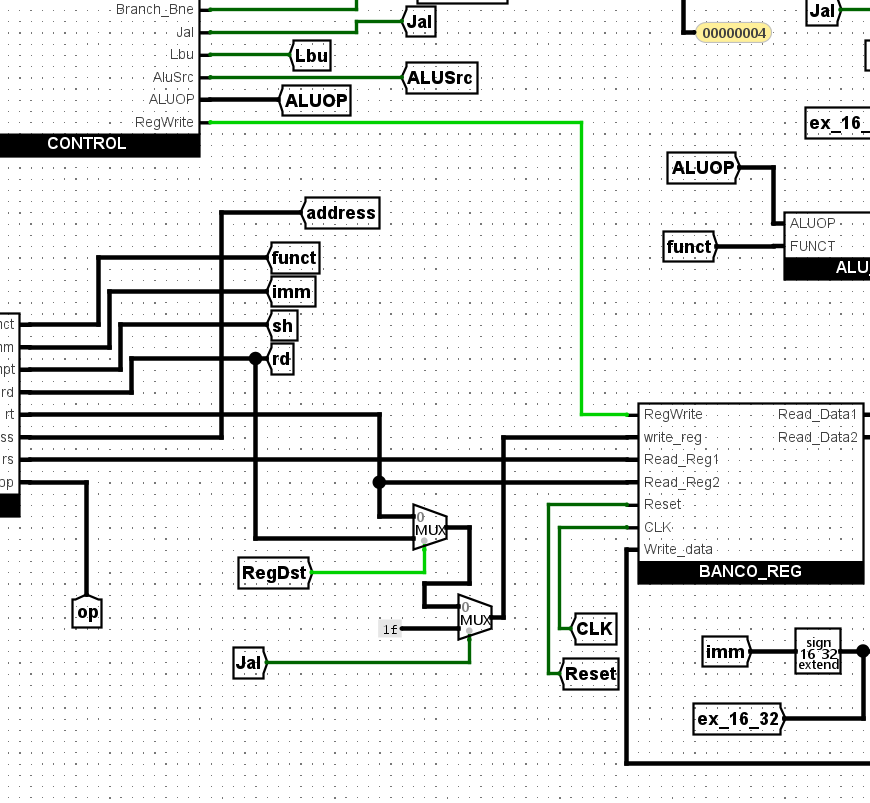 Branch_Bne
Jal
Jal
Lbu
Lbu
AluSrc
ALUSrc
ALUOP
ALUOP
RegWrite
CONTROL
00000004
Jal
ex_16_
ALUOP
ALUOP
funct
FUNCT
ALU_
address
funct
imm
sh
rd
rd
rt
rs
op
RegWrite
Read_Data1
write_reg
Read_Data2
Read_Reg1
Read_Reg2
Reset
CLK
Write_data
BANCO_REG
0
MUX
RegDst
0
MUX
1f
Jal
CLK
Reset
imm
sign
16 32
extend
ex_16_32